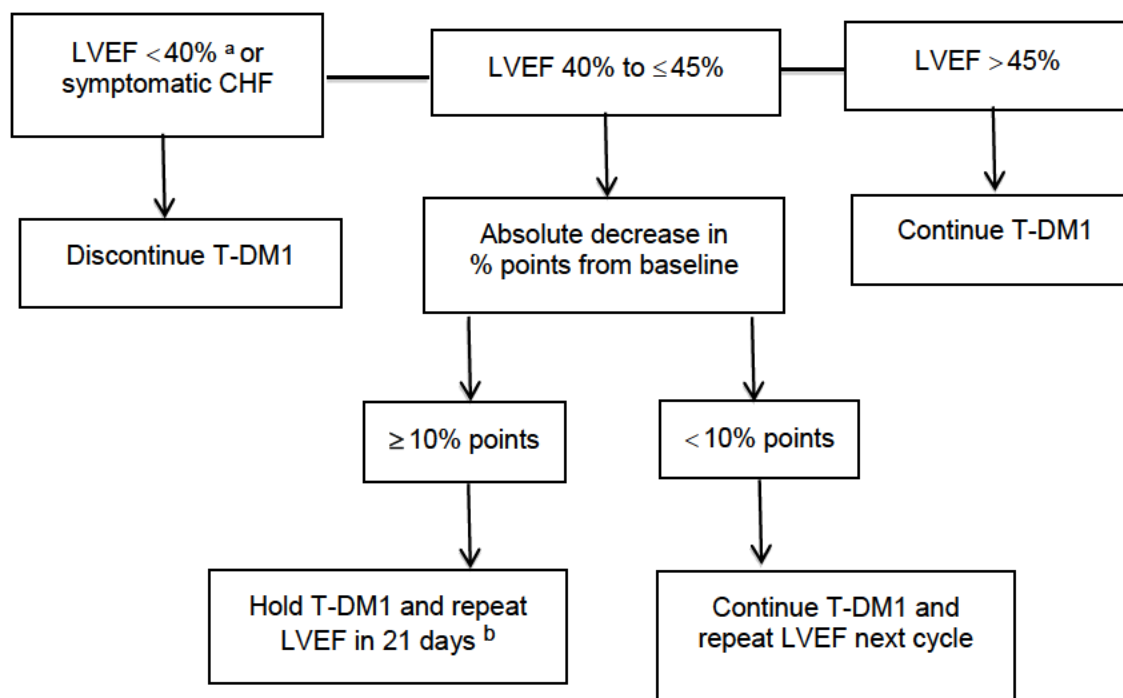 LVEF <40% a or
symptomatic CHF
LVEF 40% to ≤45%
LVEF >45%
Discontinue T-DM1
Absolute decrease in
% points from baseline
Continue T-DM1
≥10% points
<10% points
Hold T-DM1 and repeat
LVEF in 21 days b
Continue T-DM1 and
repeat LVEF next cycle